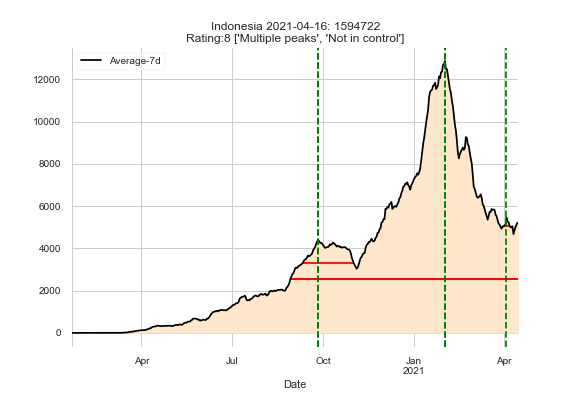 Indonesia 2021-04-16: 1594722
Rating:8 ['Multiple peaks', 'Not in control']
Average-7d
12000
10000
8000
6000
4000
2000
0
Apr Jul Oct Jan Apr
2021
Date